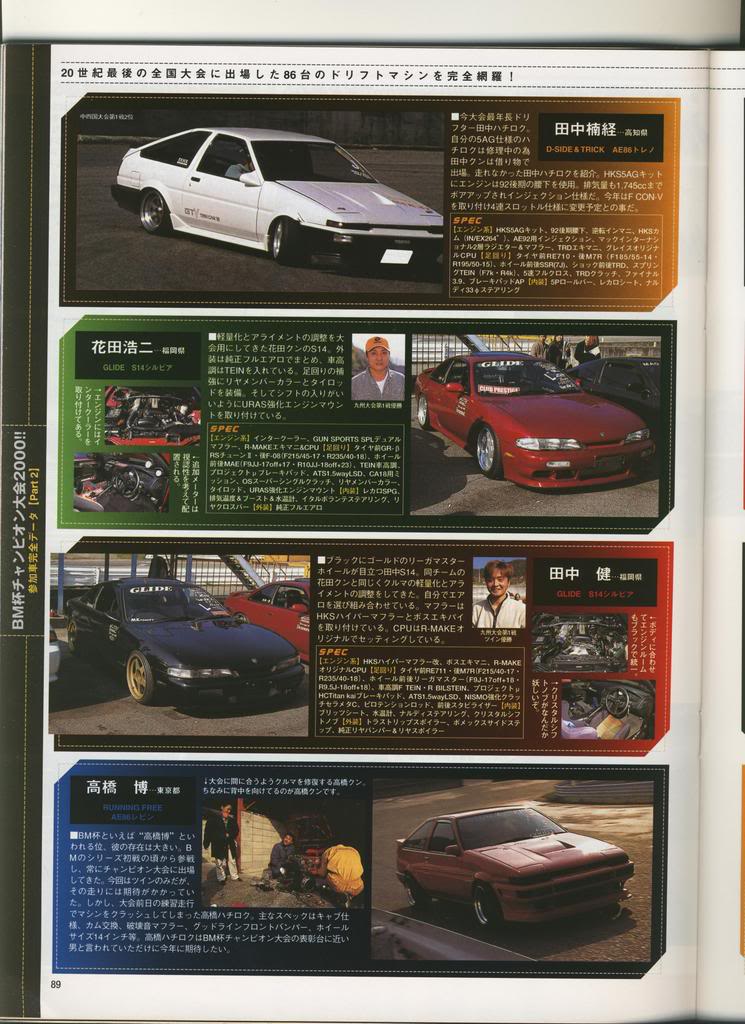 20世紀最後の全国大会に出場した86台のドリフトマシンを完全網羅！
BM杯チャンピオン大会2000!!
参加車完全データ【Part 2】
中四国大会第1戦2位
■今大会最年長ドリ
フター田中ハチロク。
自分の5AG仕様のハ
チロクは修理中の為
田中クンは借り物で
出場。走れなかった田中ハチロクを紹介。HKS5AGキット
にエンジンは92後期の腰下を使用。排気量も1,745ccまで
ボアアップされインジェクション仕様だ。今年はF CON-V
を取り付け4連スロットル仕様に変更予定との事だ。
田中楠経…高知県
D-SIDE & TRICK AE86トレノ
SPEC
【エンジン系】HKS5AGキット、92後期腰下、逆転インマニ、HKSカ
ム（IN/EX264°）、AE92用インジェクション、マックインターナショ
ナル2層ラジエター&マフラー、TRDエキマニ、グレイスオリジナ
ルCPU【足回り】タイヤ前RE710・後M7R（F185/55-14・
R195/50-15）、ホイール前後SSR(7J)、ショック前後TRD、スプリン
グTEIN（F7k・R4k）、5速フルクロス、TRDクラッチ、ファイナル
3.9、ブレーキパッドAP【内装】5Pロールバー、レカロシート、ナル
ディ33φステアリング
花田浩二…福岡県
GLIDE S14シルビア
→エンジンにはイ
ンタークーラーを
取り付けてある。
←追加メーターは
視認性を考えて配
置される。
■軽量化とアライメントの調整を大
会用にしてきた花田クンのS14。外
装は純正フルエアロでまとめ、車高
調はTEINを入れている。足回りの補
強にリヤメンバーカラーとタイロッ
ドを装備。そしてシフトの入りがい
いようにURAS強化エンジンマウン
トを取り付けている。
九州大会第1戦優勝
GLIDE
CLUB PRESTIGE
SPEC
【エンジン系】インタークーラー、GUN SPORTS SPLデュアル
マフラー、R-MAKEエキマニ&CPU【足回り】タイヤ前GR-β
RSチューンⅡ・後F-08(F215/45-17・R235/40-18)、ホイール
前後MAE(F9JJ-17off+17・R10JJ-18off+23)、TEIN車高調、
プロジェクトμブレーキパッド、ATS1.5wayLSD、CA18用ミ
ッション、OSスーパーシングルクラッチ、リヤメンバーカラー、
タイロッド、URAS強化エンジンマウント【内装】レカロSPG、
排気温度&ブースト&水温計、イタルボランテステアリング、リ
ヤクロスバー【外装】純正フルエアロ
GLIDE
■ブラックにゴールドのリーガマスター
ホイールが目立つ田中S14。同チームの
花田クンと同じくクルマの軽量化とアラ
イメントの調整をしてきた。自分でエア
ロを選び組み合わせている。マフラーは
HKSハイパーマフラーとボスエキパイ
を取り付けている。CPUはR-MAKEオ
リジナルでセッティングしている。
九州大会第1戦
ツイン優勝
田中 健…福岡県
GLIDE S14シルビア
←ボディに合わせ
てエンジンルーム
もブラックで統一。
←クリスタルシフ
トノブがなんだか
妖しいぞ。
SPEC
【エンジン系】HKSハイパーマフラー改、ボスエキマニ、R-MAKE
オリジナルCPU【足回り】タイヤ前RE711・後M7R(F215/40-17・
R235/40-18)、ホイール前後リーガマスター(F9J-17off+18・
R9.5J-18off+18)、車高調F TEIN・R BILSTEIN、プロジェクトμ
HCTitan kaiブレーキパッド、ATS1.5wayLSD、NISMO強化クラッ
チセラメタC、ピロテンションロッド、前後スタビライザー【内装】
ブリップシート、水温計、ナルディステアリング、クリスタルシフ
トノブ【外装】トラストリップスポイラー、ボメックスサイドステ
ップ、純正リヤバンパー&リヤスポイラー
高橋 博…東京都
RUNNING FREE
AE86レビン
↓大会に間に合うようクルマを修復する高橋クン。
ちなみに背中を向けてるのが高橋クンです。
■BM杯といえば“高橋博”とい
われる位、彼の存在は大きい。B
Mのシリーズ初戦の頃から参戦
し、常にチャンピオン大会に出場
してきた。今回はツインのみだが、
その走りには期待がかかってい
た。しかし、大会前日の練習走行
でマシンをクラッシュしてしまった高橋ハチロク。主なスペックはキャブ仕
様、カム交換、破壊音マフラー、グッドラインフロントバンパー、ホイール
サイズ14インチ等。高橋ハチロクはBM杯チャンピオン大会の表彰台に近い
男と言われていただけに今年に期待したい。
89